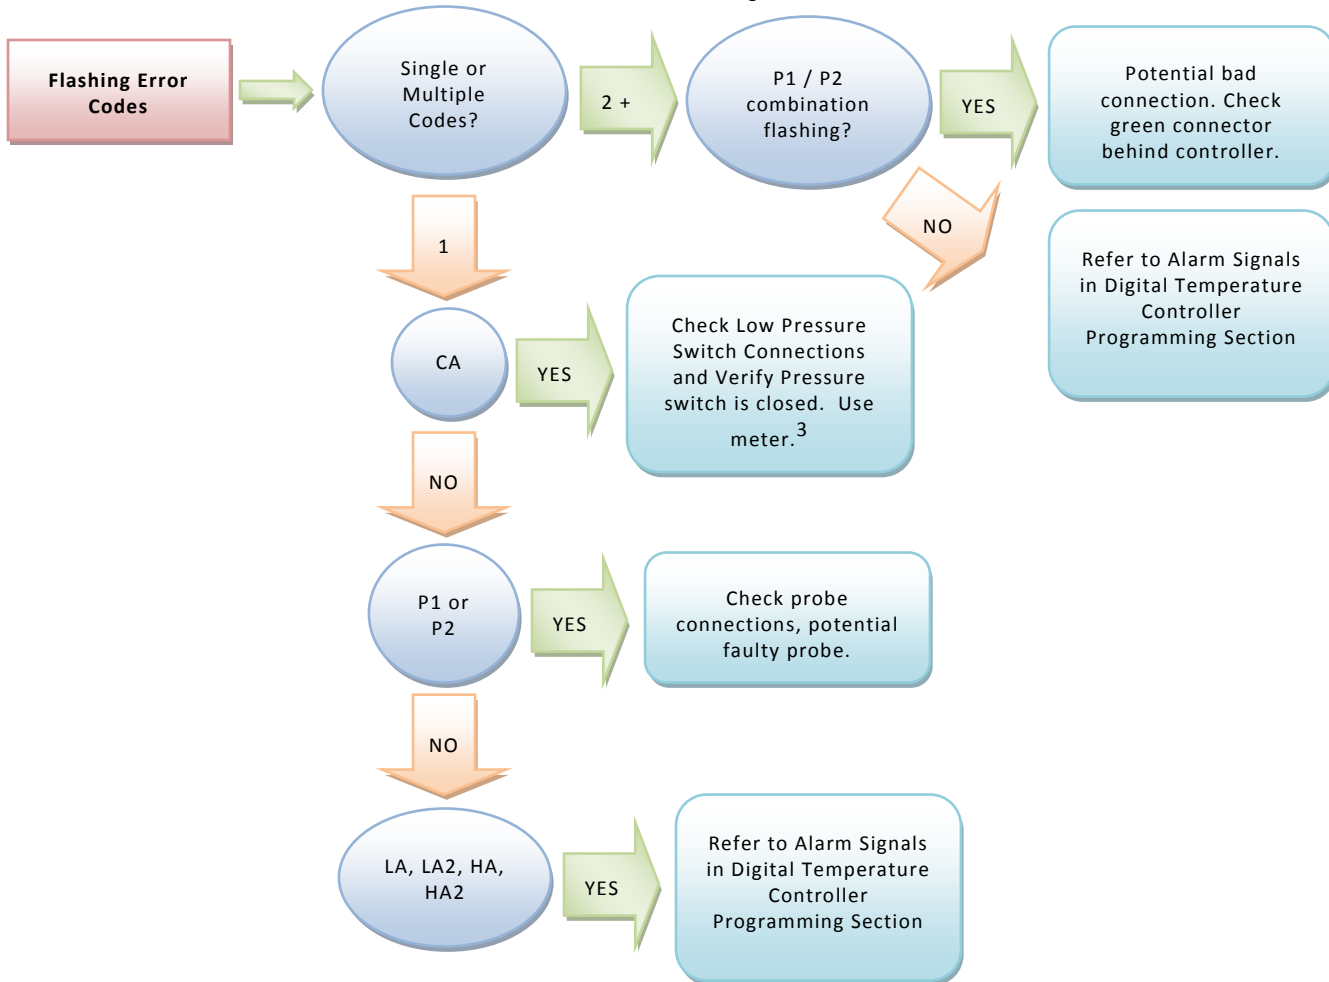 Flashing Error
Codes
Single or
Multiple
Codes?
2 +
P1 / P2
combination
flashing?
YES
Potential bad
connection. Check
green connector
behind controller.
NO
Refer to Alarm Signals
in Digital Temperature
Controller
Programming Section
1
CA
YES
Check Low Pressure
Switch Connections
and Verify Pressure
switch is closed.  Use
meter.3
NO
P1 or
P2
YES
Check probe
connections, potential
faulty probe.
NO
LA, LA2, HA,
HA2
YES
Refer to Alarm Signals
in Digital Temperature
Controller
Programming Section